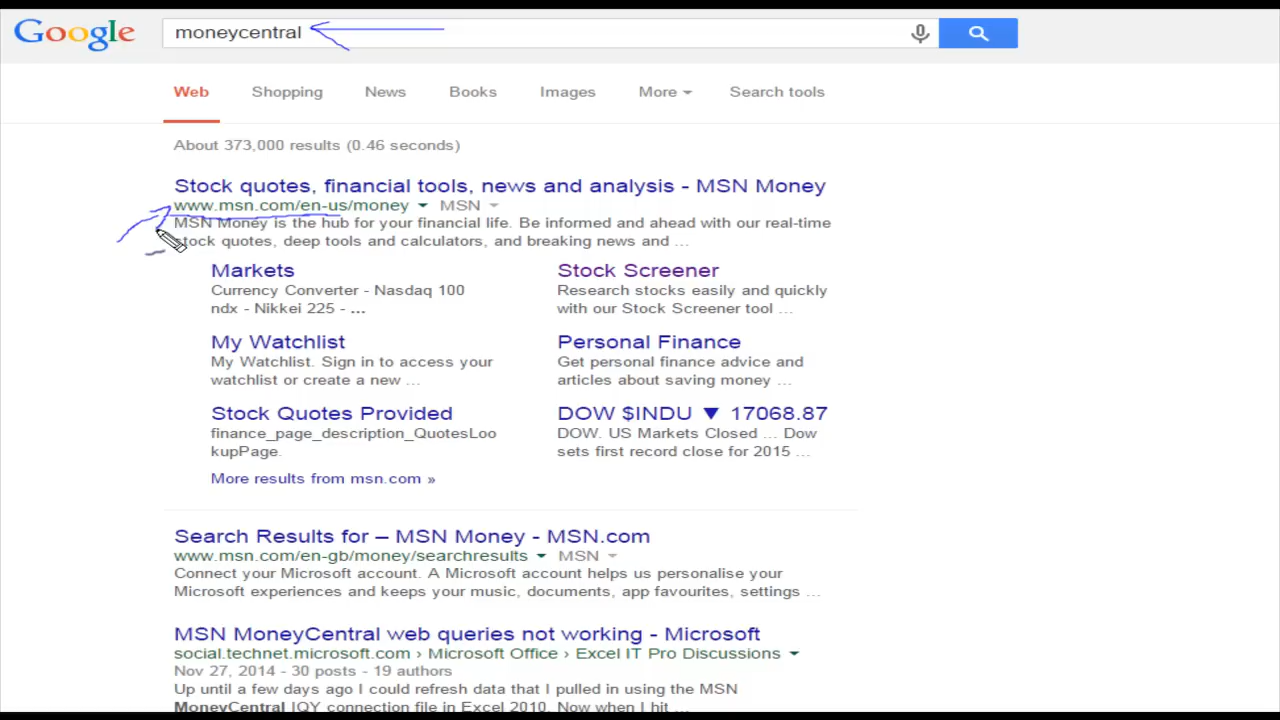 Google moneycentral
Web Shopping News Books Images More Search tools
About 373,000 results (0.46 seconds)
Stock quotes, financial tools, news and analysis - MSN Money
www.msn.com/en-us/money MSN
MSN Money is the hub for your financial life. Be informed and ahead with our real-time
stock quotes, deep tools and calculators, and breaking news and ...
Markets
Currency Converter - Nasdaq 100
ndx - Nikkei 225 - ...
Stock Screener
Research stocks easily and quickly
with our Stock Screener tool ...
My Watchlist
My Watchlist. Sign in to access your
watchlist or create a new ...
Personal Finance
Get personal finance advice and
articles about saving money ...
Stock Quotes Provided
finance_page_description_QuotesLoo
kupPage.
DOW $INDU ▼ 17068.87
DOW. US Markets Closed ... Dow
sets first record close for 2015 ...
More results from msn.com »
Search Results for – MSN Money - MSN.com
www.msn.com/en-gb/money/searchresults MSN
Connect your Microsoft account. A Microsoft account helps us personalise your
Microsoft experiences and keeps your music, documents, app favourites, settings ...
MSN MoneyCentral web queries not working - Microsoft
social.technet.microsoft.com › Microsoft Office › Excel IT Pro Discussions
Nov 27, 2014 - 30 posts - 19 authors
Up until a few days ago I could refresh data that I pulled in using the MSN
MoneyCentral IQY connection file in Excel 2010. Now when I hit ...